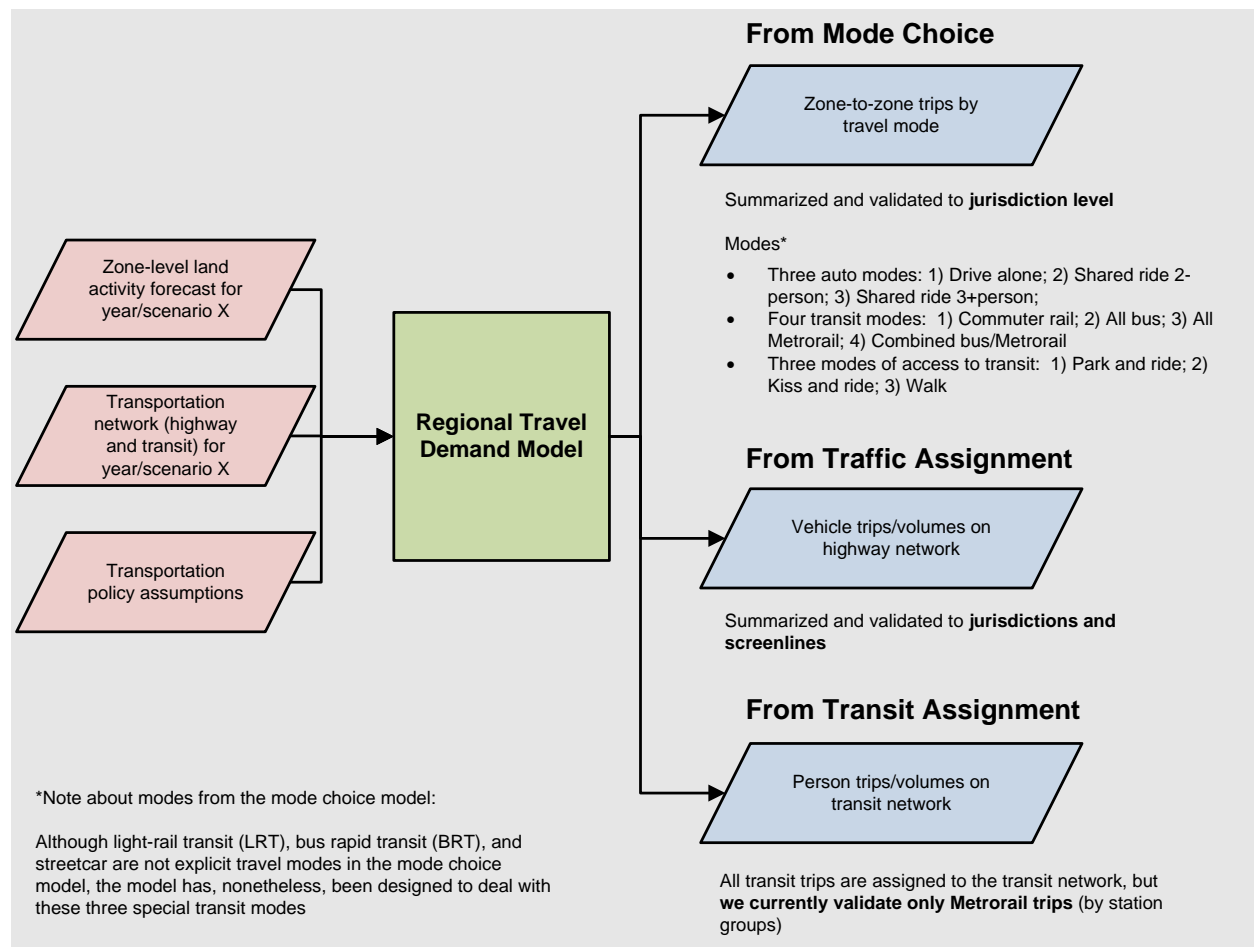 From Mode Choice
Zone-to-zone trips by
travel mode
Summarized and validated to jurisdiction level
Modes*
• Three auto modes: 1) Drive alone; 2) Shared ride 2-
person; 3) Shared ride 3+person;
• Four transit modes: 1) Commuter rail; 2) All bus; 3) All
Metrorail; 4) Combined bus/Metrorail
• Three modes of access to transit: 1) Park and ride; 2)
Kiss and ride; 3) Walk
Zone-level land
activity forecast for
year/scenario X
Transportation
network (highway
and transit) for
year/scenario X
Transportation
policy assumptions
Regional Travel
Demand Model
From Traffic Assignment
Vehicle trips/volumes on
highway network
Summarized and validated to jurisdictions and
screenlines
From Transit Assignment
Person trips/volumes on
transit network
All transit trips are assigned to the transit network, but
we currently validate only Metrorail trips (by station
groups)
*Note about modes from the mode choice model:
Although light-rail transit (LRT), bus rapid transit (BRT), and
streetcar are not explicit travel modes in the mode choice
model, the model has, nonetheless, been designed to deal with
these three special transit modes